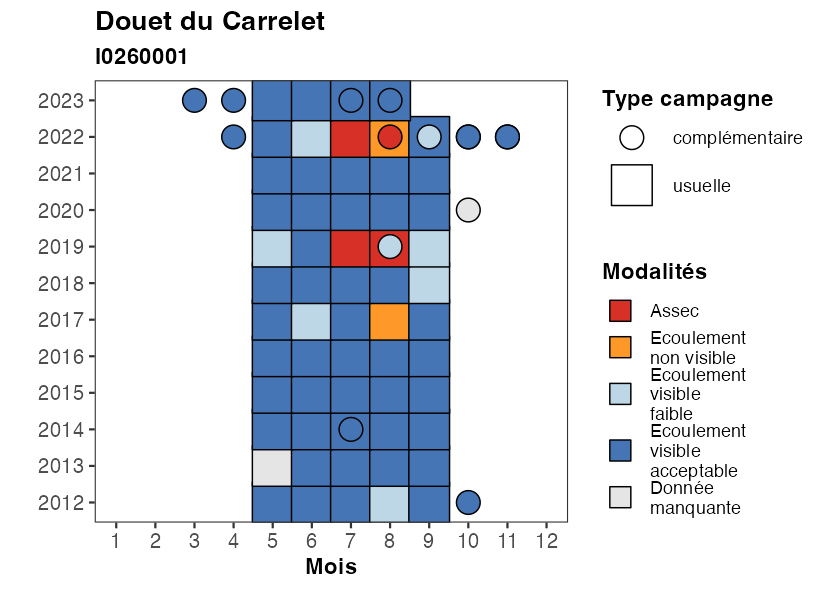 Douet du Carrelet
I0260001
2023
2022
2021
2020
2019
2018
2017
2016
2015
2014
2013
2012
1 2 3 4 5 6 7 8 9 10 11 12
Mois
Type campagne
complémentaire
usuelle
Modalités
Assec
Ecoulement
non visible
Ecoulement
visible
faible
Ecoulement
visible
acceptable
Donnée
manquante